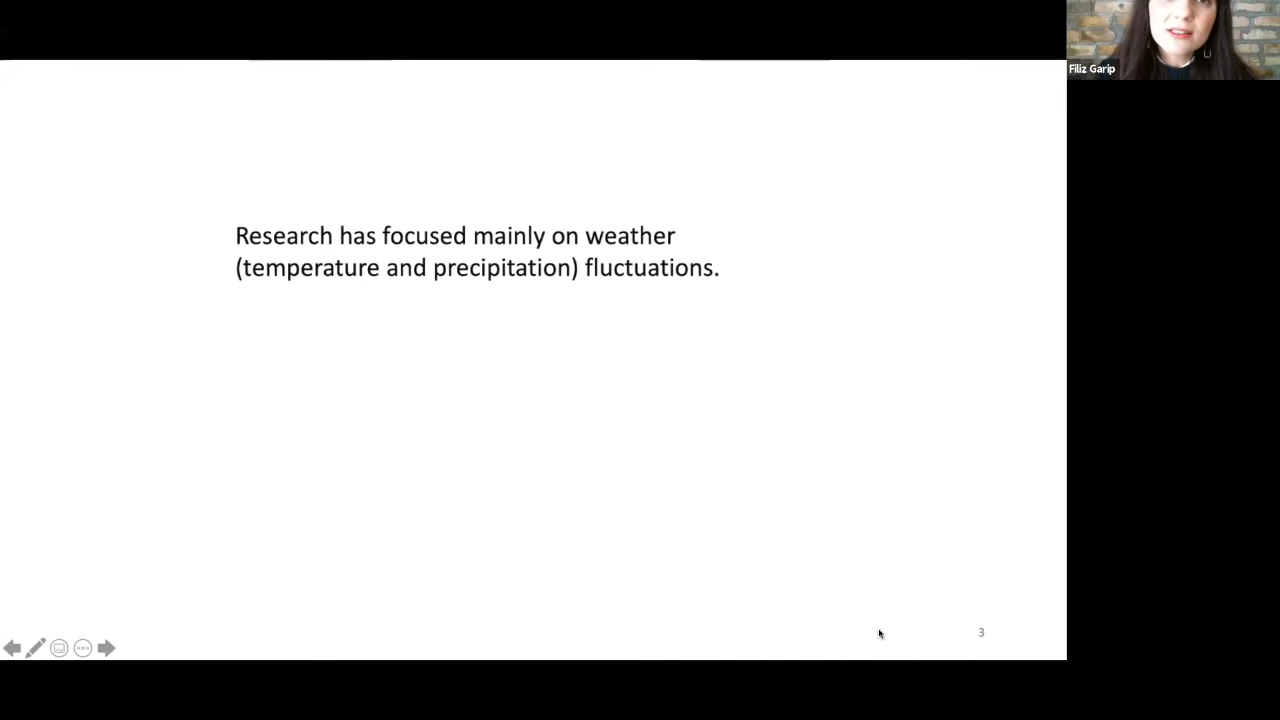 Filiz Garip
Research has focused mainly on weather
(temperature and precipitation) fluctuations.
3